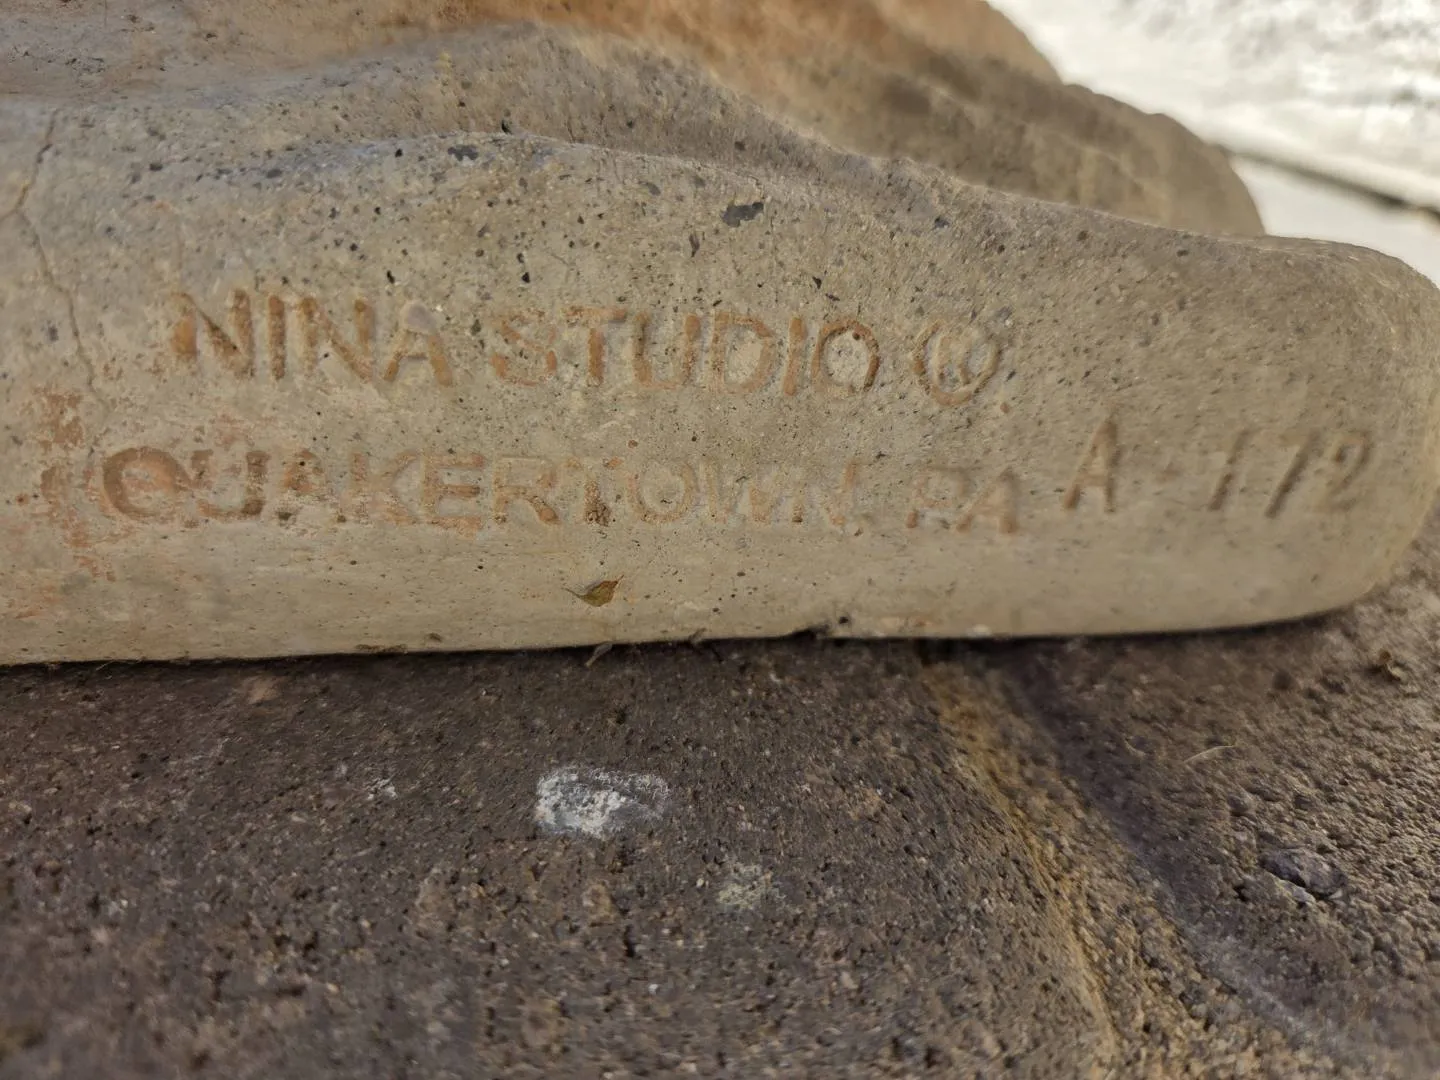 NINA STUDIO ®
QUAKERTOWN, PA A-172